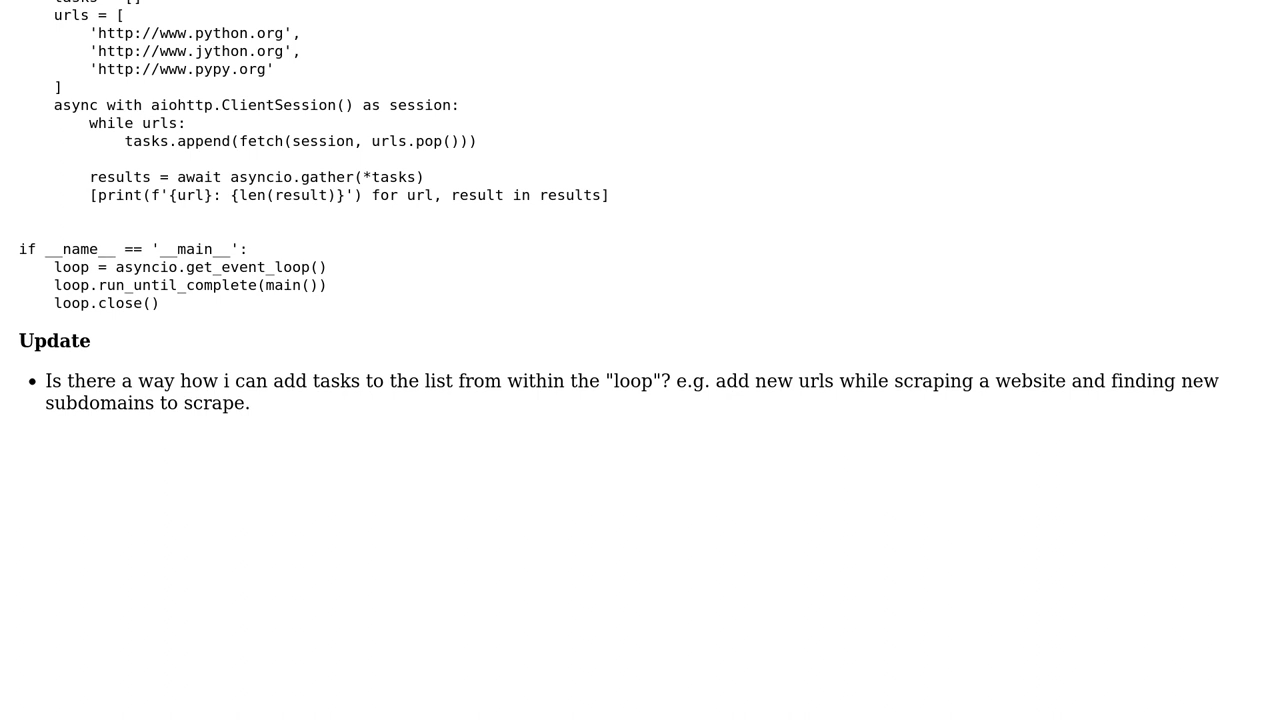 tasks = []
urls = [
'http://www.python.org',
'http://www.jython.org',
'http://www.pypy.org'
]
async with aiohttp.ClientSession() as session:
while urls:
tasks.append(fetch(session, urls.pop()))
results = await asyncio.gather(*tasks)
[print(f'{url}: {len(result)}') for url, result in results]
if __name__ == '__main__':
loop = asyncio.get_event_loop()
loop.run_until_complete(main())
loop.close()
Update
• Is there a way how i can add tasks to the list from within the "loop"? e.g. add new urls while scraping a website and finding new
subdomains to scrape.